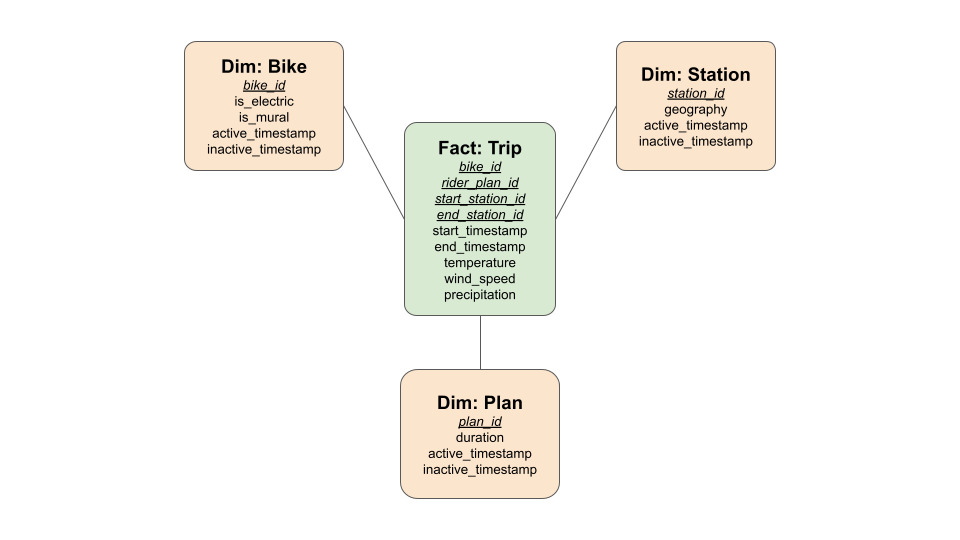 Dim: Bike
bike_id
is_electric
is_mural
active_timestamp
inactive_timestamp
Dim: Station
station_id
geography
active_timestamp
inactive_timestamp
Fact: Trip
bike_id
rider_plan_id
start_station_id
end_station_id
start_timestamp
end_timestamp
temperature
wind_speed
precipitation
Dim: Plan
plan_id
duration
active_timestamp
inactive_timestamp